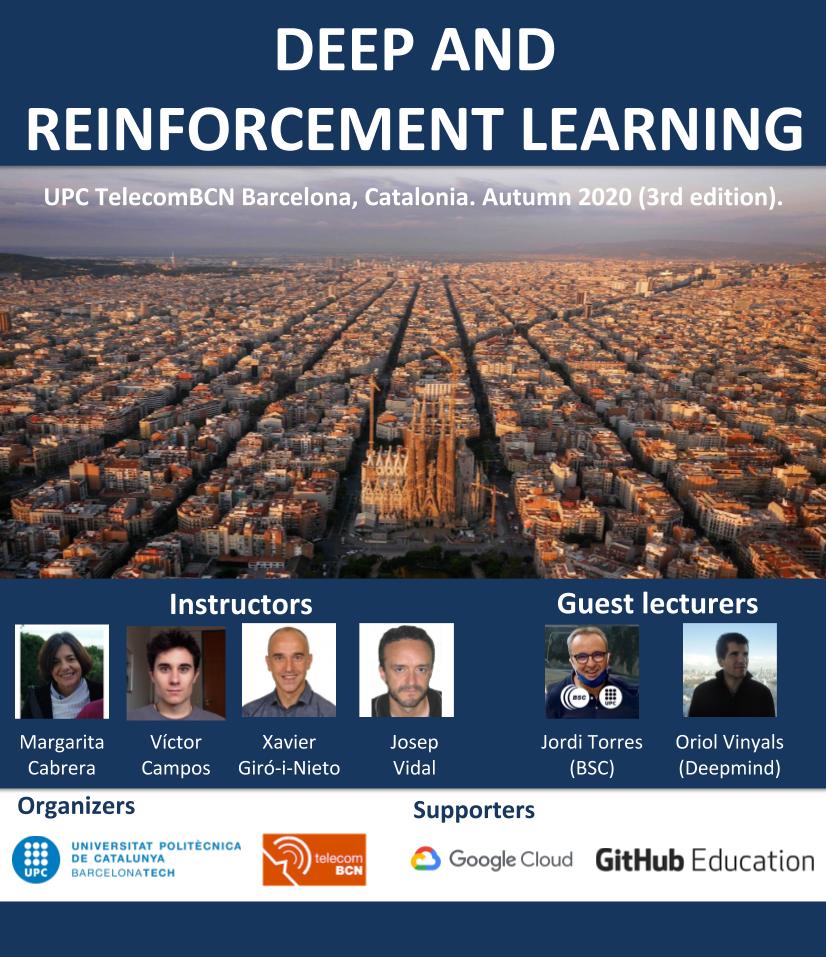 DEEP AND
REINFORCEMENT LEARNING
UPC TelecomBCN Barcelona, Catalonia. Autumn 2020 (3rd edition).
Instructors
Guest lecturers
BSC
UPC
Margarita
Cabrera
Víctor
Campos
Xavier
Giró-i-Nieto
Josep
Vidal
Jordi Torres
(BSC)
Oriol Vinyals
(Deepmind)
Organizers
Supporters
UPC
UNIVERSITAT POLITÈCNICA
DE CATALUNYA
BARCELONATECH
telecom
BCN
Google Cloud
GitHub Education